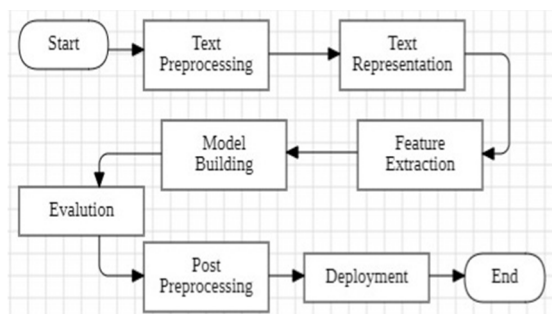 Start
Text
Preprocessing
Text
Representation
Feature
Extraction
Model
Building
Evalution
Post
Preprocessing
Deployment
End